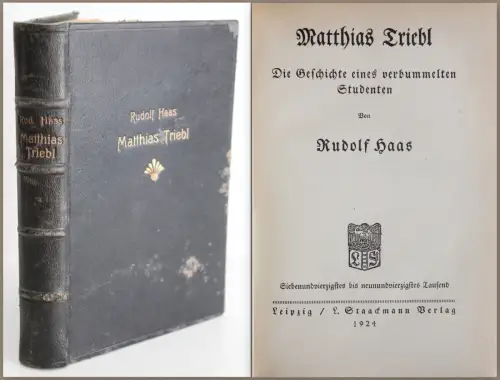 Rud. Haas
Matthias
Triebl
Rudolf Haas
Matthias Triebl
Matthias Triebl
Die Geschichte eines verbummelten
Studenten
Von
Rudolf Haas
L S
Siebenundvierzigstes bis neunundvierzigstes Tausend
Leipzig / L. Staackmann Verlag
1924